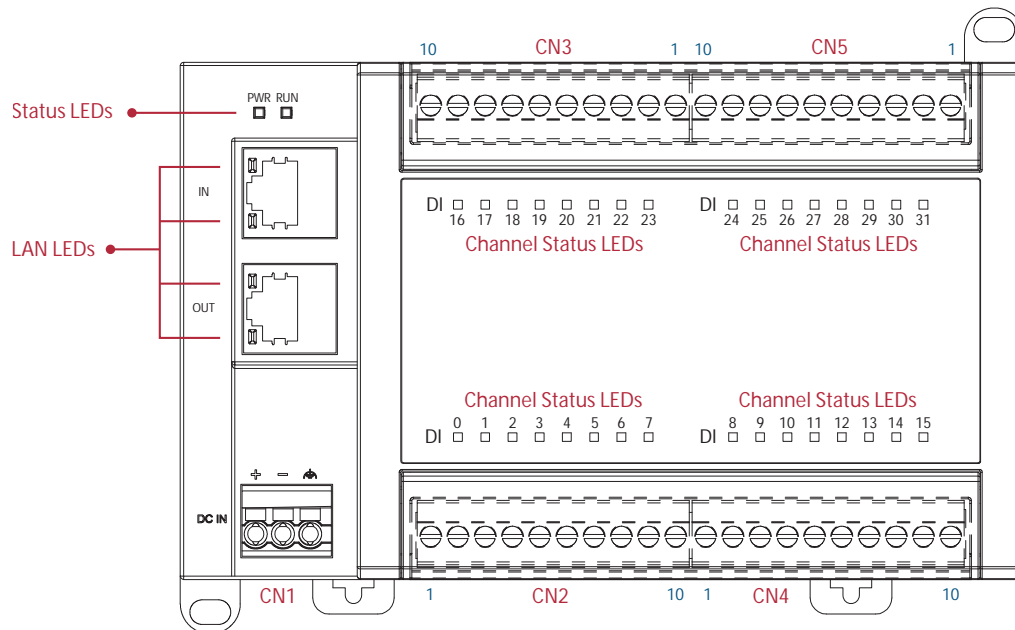 10 CN3 1 10 CN5 1
Status LEDs PWR RUN
IN
DI 16 17 18 19 20 21 22 23 DI 24 25 26 27 28 29 30 31
Channel Status LEDs Channel Status LEDs
LAN LEDs
OUT
Channel Status LEDs Channel Status LEDs
DI 0 1 2 3 4 5 6 7 DI 8 9 10 11 12 13 14 15
+ −
DC IN
CN1 1 CN2 10 1 CN4 10